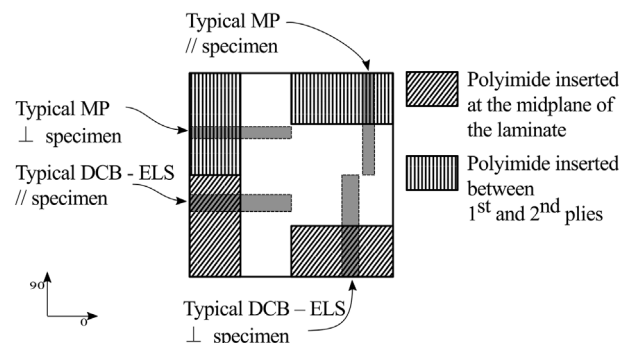 Typical MP
// specimen
Typical MP
⊥ specimen
Typical DCB - ELS
// specimen
Polyimide inserted
at the midplane of
the laminate
Polyimide inserted
between
1st and 2nd plies
90
0
Typical DCB – ELS
⊥ specimen